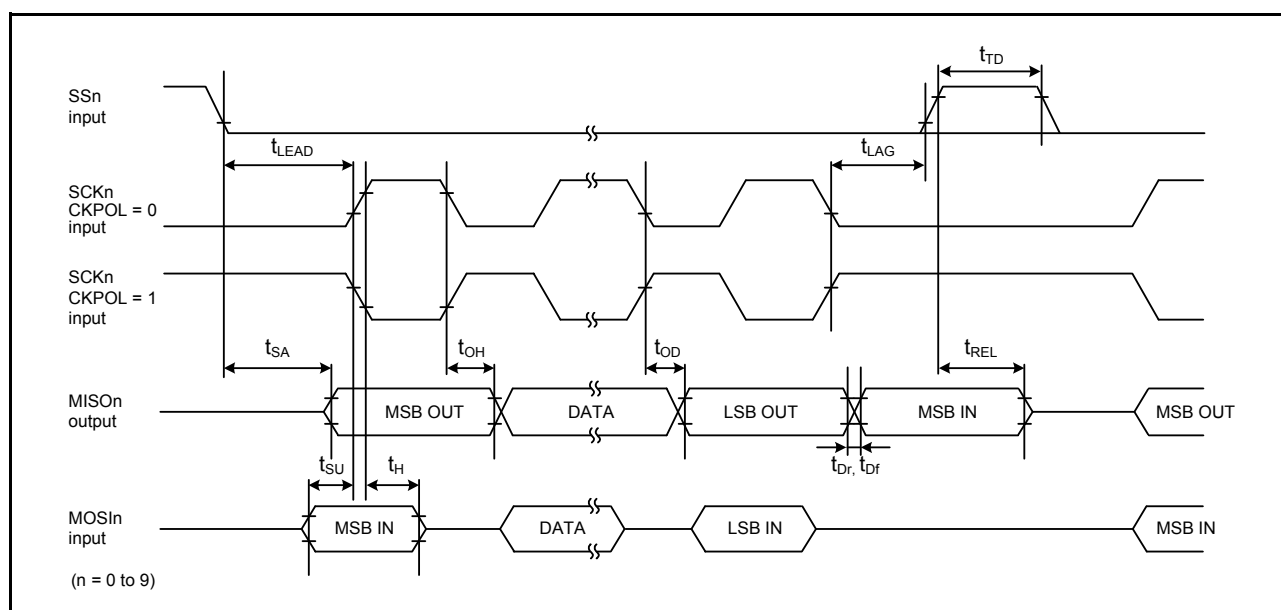 tTD
SSn
input
tLEAD
tLAG
SCKn
CKPOL = 0
input
SCKn
CKPOL = 1
input
tSA
tOH
tOD
tREL
MISOn
output
MSB OUT
DATA
LSB OUT
MSB IN
MSB OUT
tSU
tH
tDr, tDf
MOSIn
input
MSB IN
DATA
LSB IN
MSB IN
(n = 0 to 9)